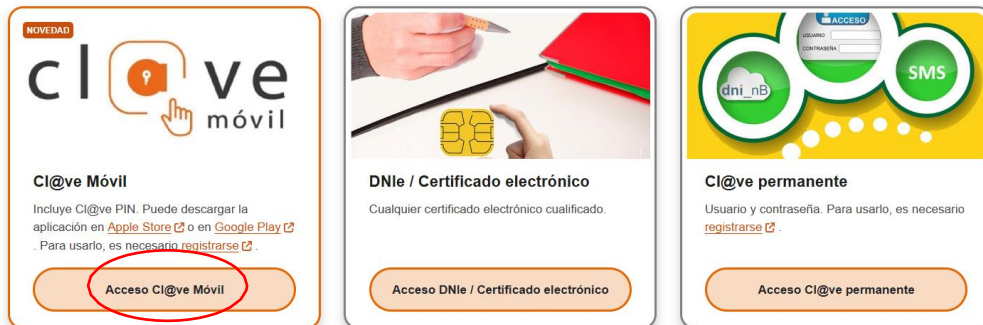 NOVEDAD
cl@ve
móvil
Cl@ve Móvil
Incluye Cl@ve PIN. Puede descargar la
aplicación en Apple Store o en Google Play
. Para usarlo, es necesario registrarse .
Acceso Cl@ve Móvil
DNIe / Certificado electrónico
Cualquier certificado electrónico cualificado.
Acceso DNIe / Certificado electrónico
ACCESO
USUARIO
CONTRASEÑA
dni_nB
SMS
Cl@ve permanente
Usuario y contraseña. Para usarlo, es necesario
registrarse .
Acceso Cl@ve permanente